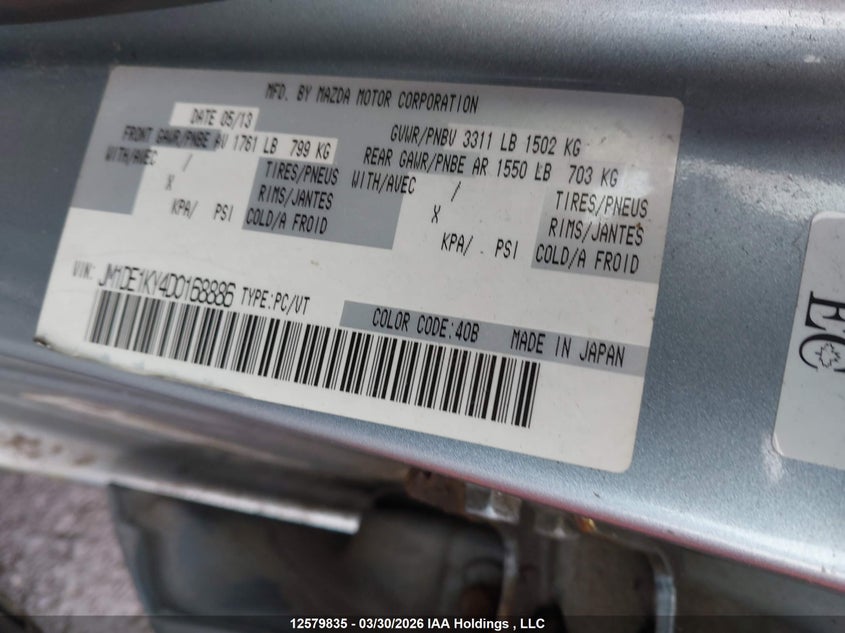 MFD. BY MAZDA MOTOR CORPORATION
DATE 05/13
GVWR/PNBV 3311 LB 1502 KG
FRONT GAWR/PNBE AV 1761 LB 799 KG
REAR GAWR/PNBE AR 1550 LB 703 KG
WITH/AVEC / TIRES/PNEUS
WITH/AVEC / TIRES/PNEUS
X RIMS/JANTES
X RIMS/JANTES
KPA/ PSI COLD/A FROID
KPA/ PSI COLD/A FROID
VIN: JM1DE1KY4D0168886 TYPE:PC/VT
COLOR CODE:40B MADE IN JAPAN
EC
12579835 - 03/30/2026 IAA Holdings , LLC